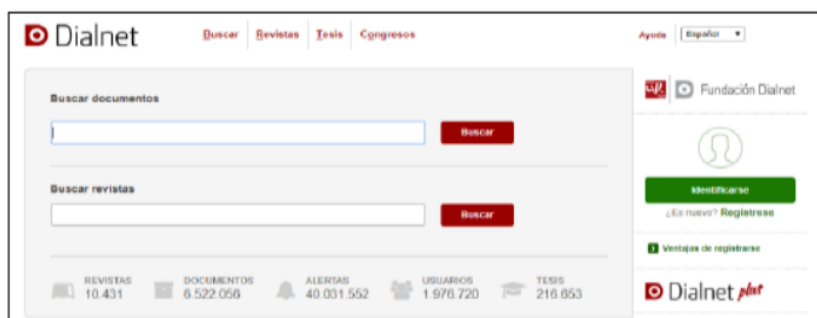 Dialnet
Buscar Revistas Tesis Congresos
Ayuda Español
Buscar documentos
Buscar
Buscar revistas
Buscar
REVISTAS
10.431
DOCUMENTOS
6.522.056
ALERTAS
40.031.552
USUARIOS
1.976.720
TESIS
216.653
Fundación Dialnet
Identificarse
¿Es nuevo? Regístrese
Ventajas de registrarse
Dialnet plus